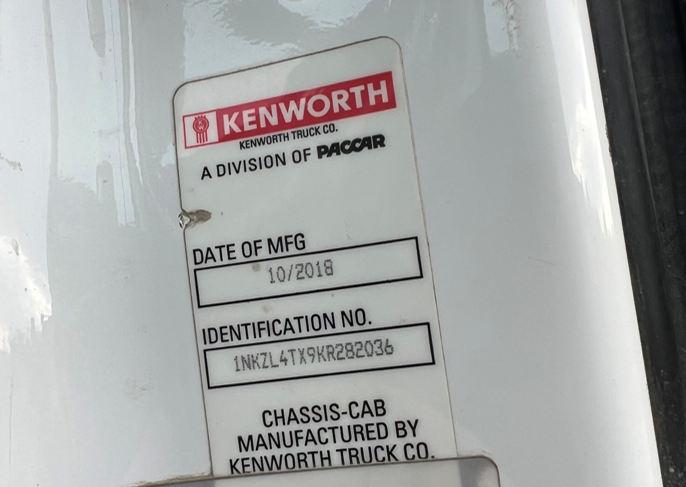 KENWORTH
KENWORTH TRUCK CO.
A DIVISION OF PACCAR
DATE OF MFG
10/2018
IDENTIFICATION NO.
1NKZL4TX9KR282036
CHASSIS-CAB
MANUFACTURED BY
KENWORTH TRUCK CO.